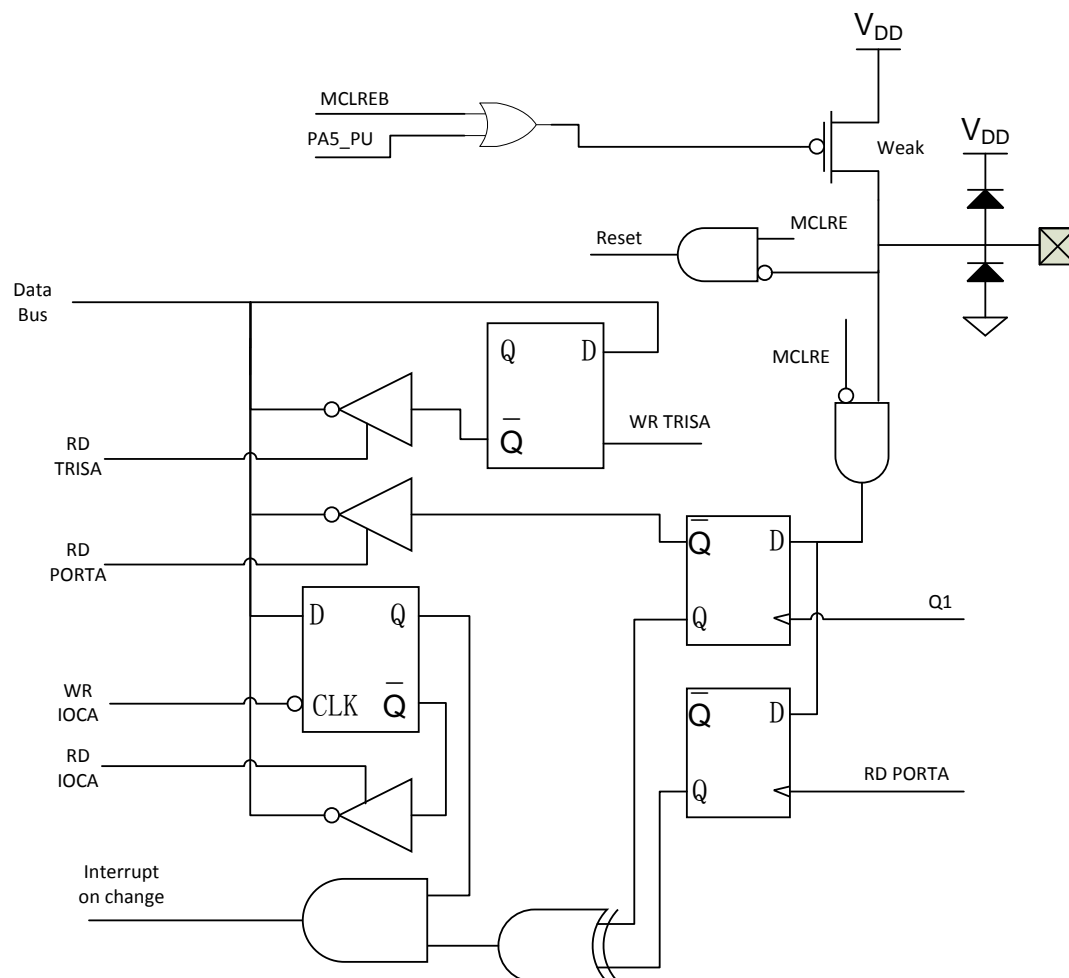 VDD
MCLREB
PA5_PU
Weak
VDD
MCLRE
Reset
Data
Bus
MCLRE
Q D
Q̅
WR TRISA
RD
TRISA
RD
PORTA
Q̅ D
Q
Q1
D Q
CLK Q̅
WR
IOCA
RD
IOCA
Q̅ D
Q
RD PORTA
Interrupt
on change